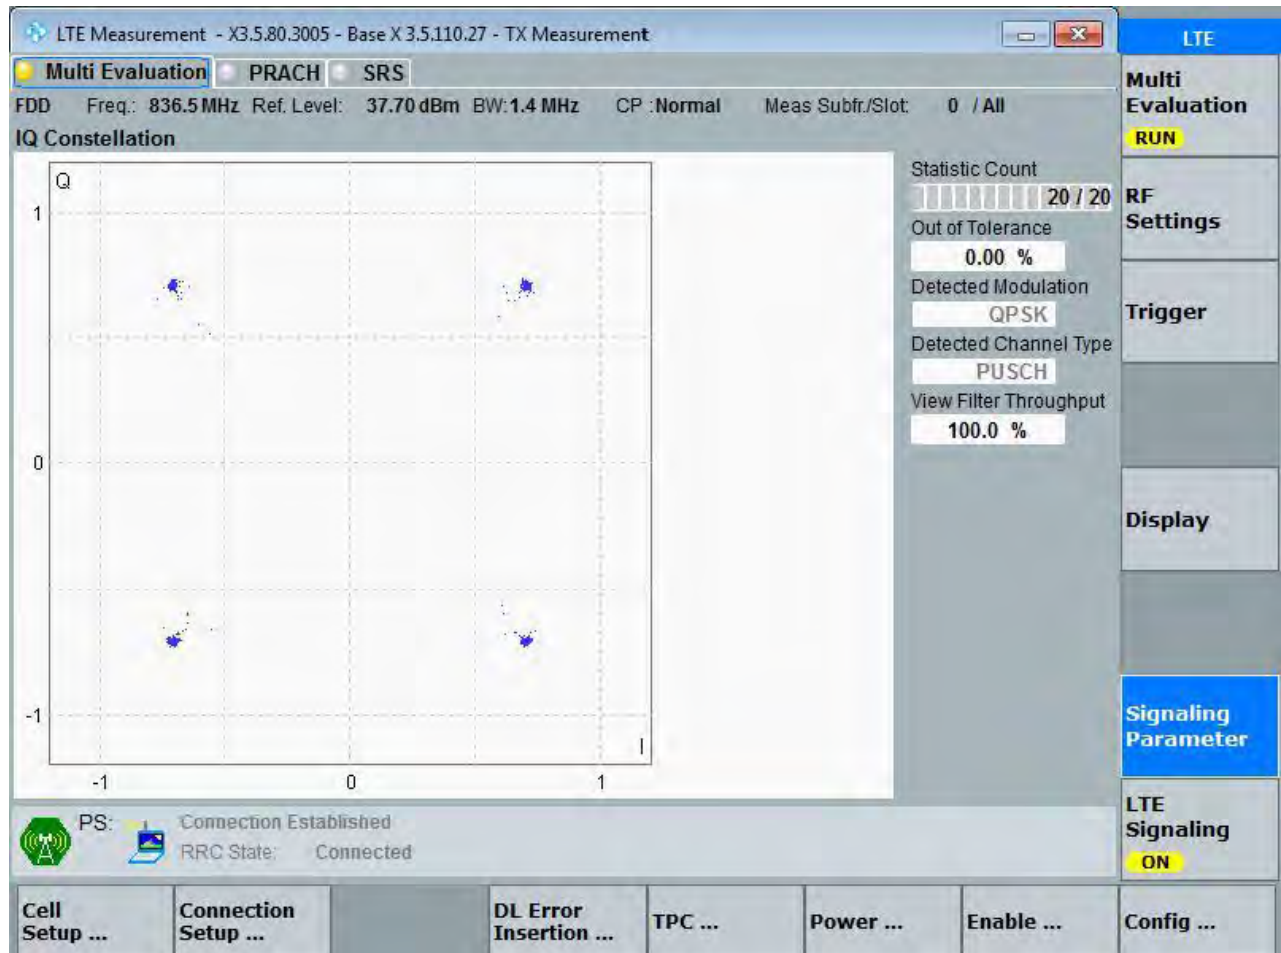 LTE Measurement - X3.5.80.3005 - Base X 3.5.110.27 - TX Measurement
LTE
Multi Evaluation PRACH SRS
FDD Freq.: 836.5 MHz Ref. Level: 37.70 dBm BW: 1.4 MHz CP : Normal Meas Subfr./Slot: 0 / All
IQ Constellation
Q
1
0
-1
-1 0 1
I
Statistic Count
20 / 20
Out of Tolerance
0.00 %
Detected Modulation
QPSK
Detected Channel Type
PUSCH
View Filter Throughput
100.0 %
Multi
Evaluation
RUN
RF
Settings
Trigger
Display
Signaling
Parameter
LTE
Signaling
ON
PS: Connection Established
RRC State: Connected
Cell
Setup ...
Connection
Setup ...
DL Error
Insertion ...
TPC ...
Power ...
Enable ...
Config ...